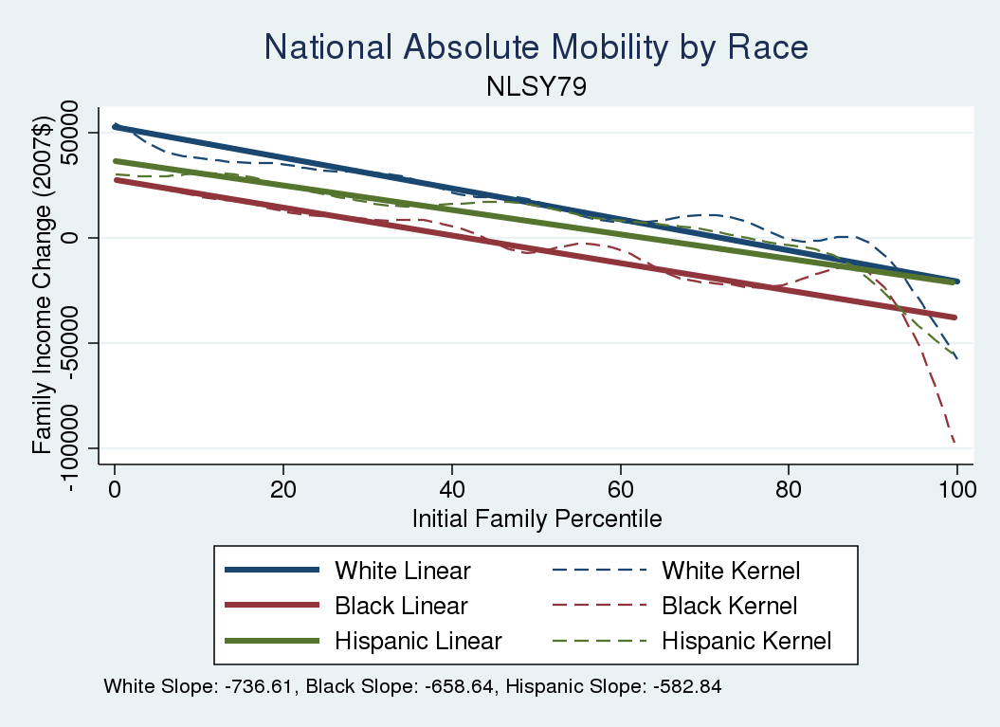 National Absolute Mobility by Race
NLSY79
Family Income Change (2007$)
50000
0
-50000
-100000
0 20 40 60 80 100
Initial Family Percentile
White Linear White Kernel
Black Linear Black Kernel
Hispanic Linear Hispanic Kernel
White Slope: -736.61, Black Slope: -658.64, Hispanic Slope: -582.84